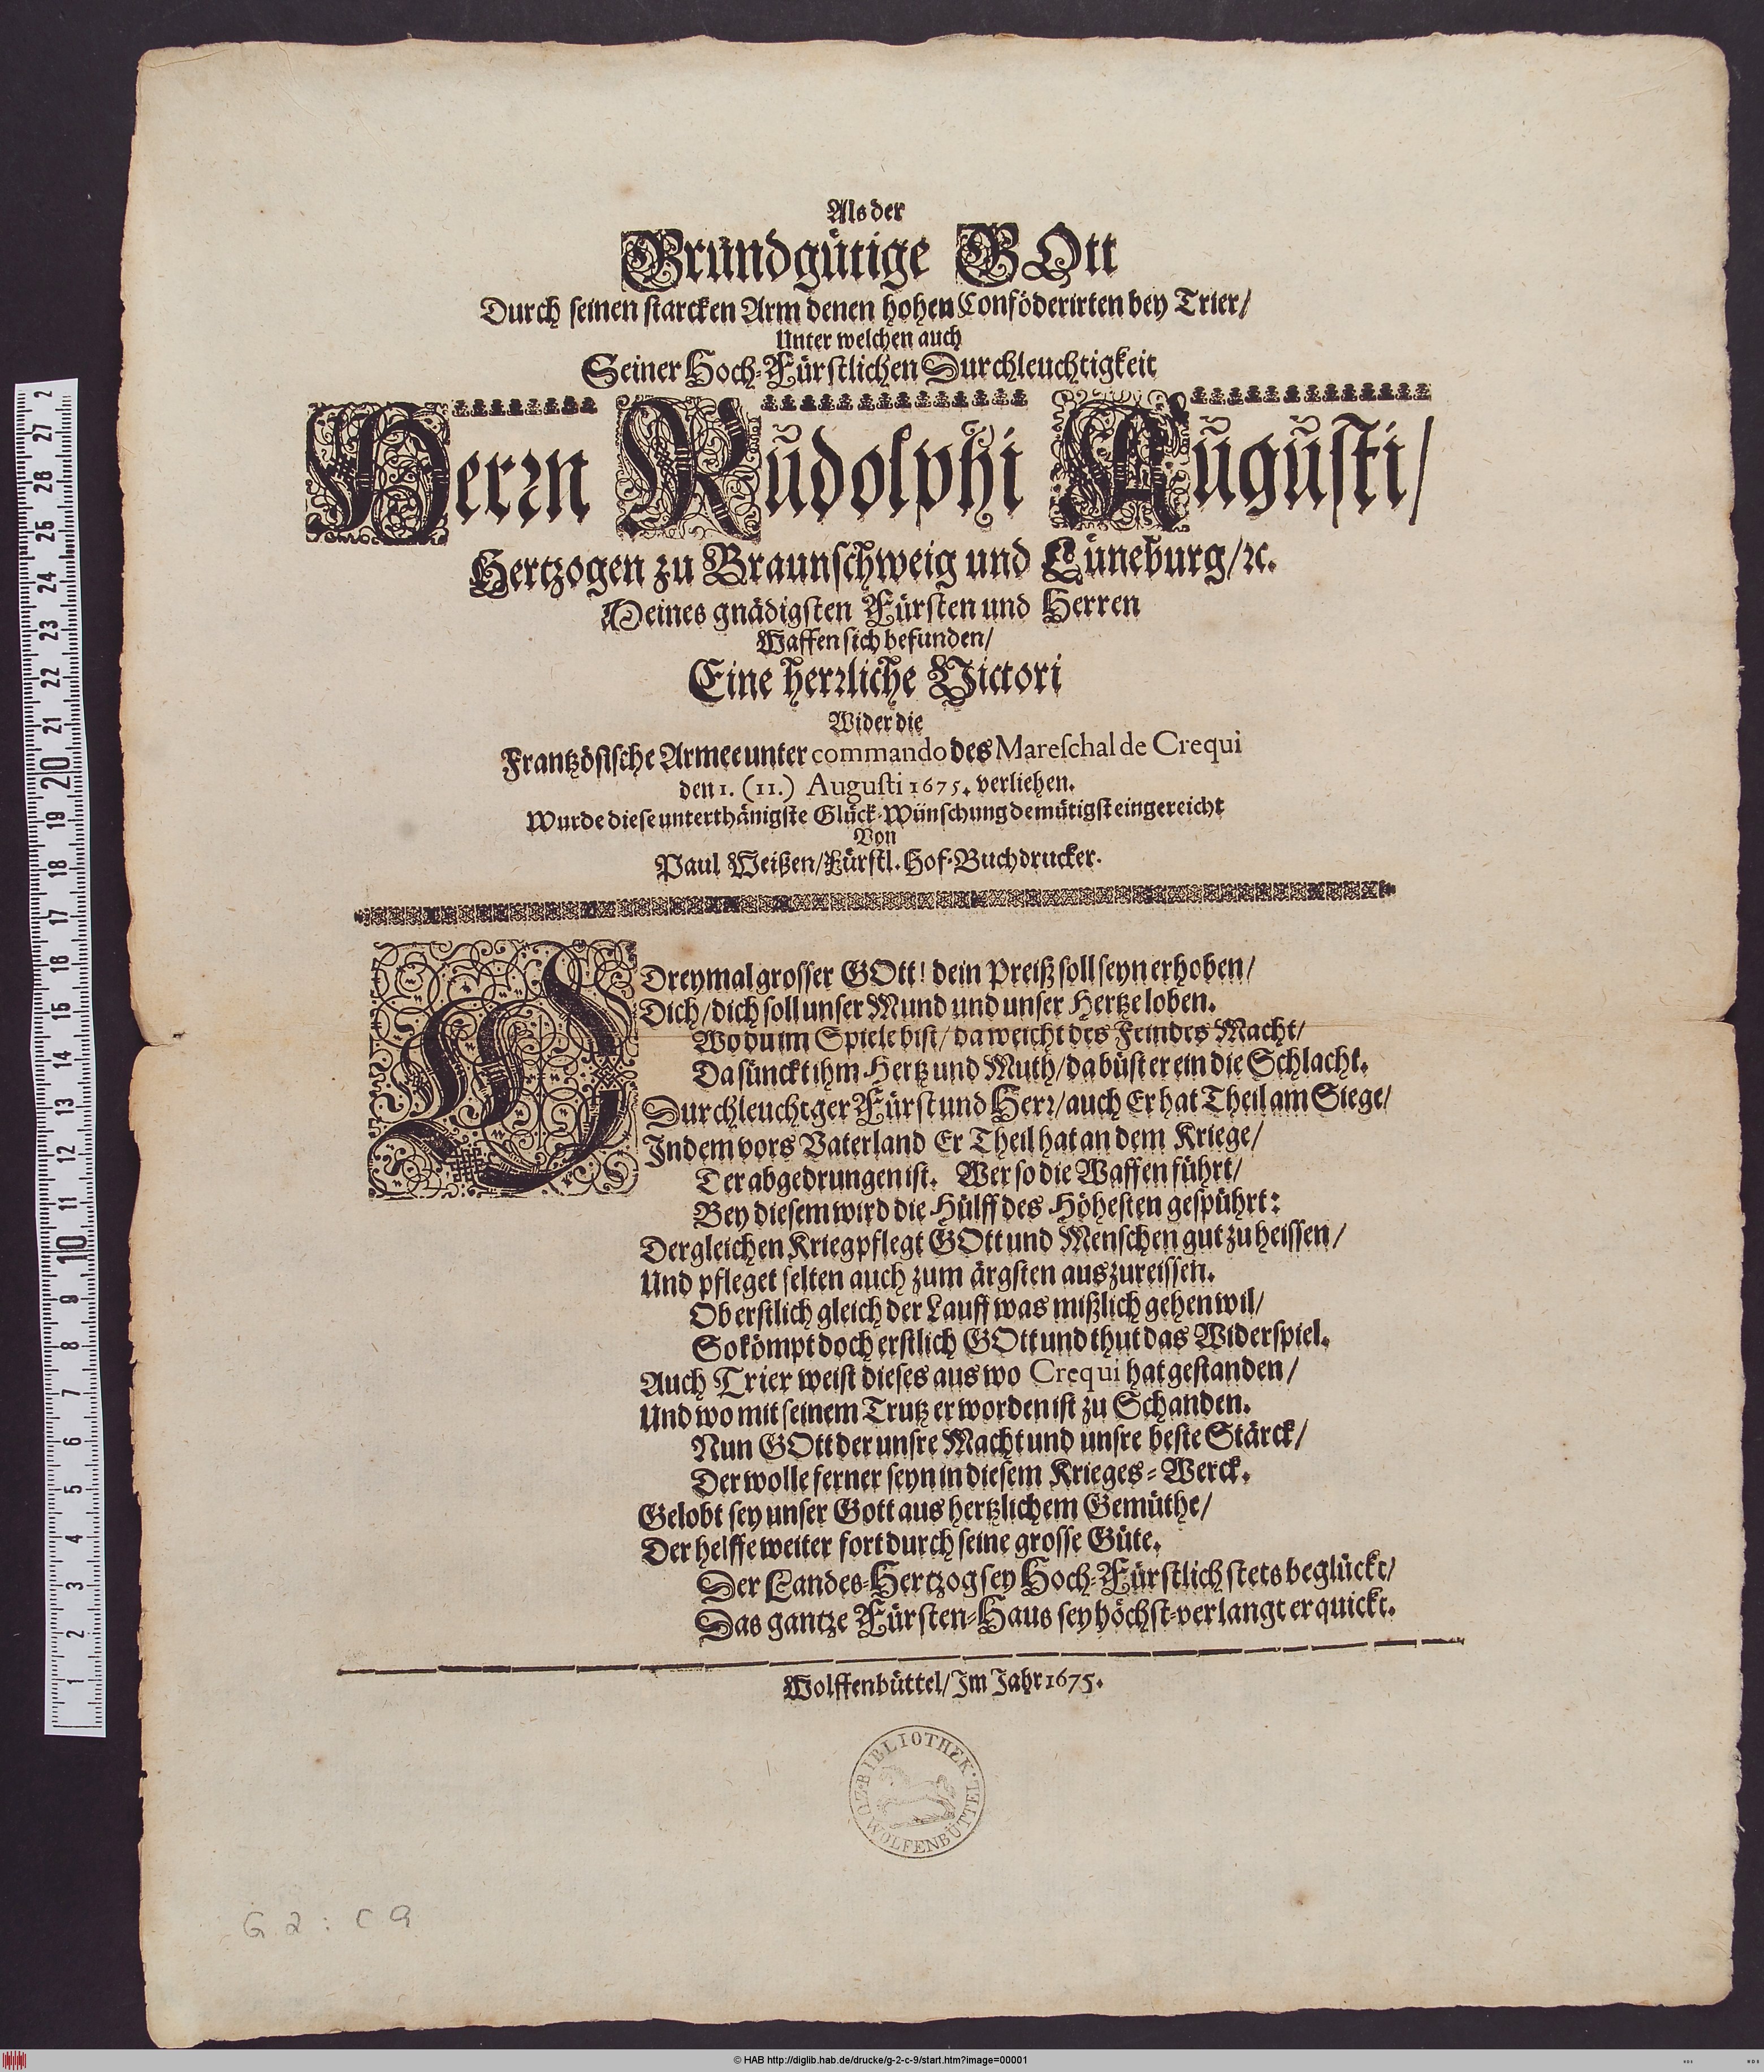 Als der
Grundgütige GOtt
Durch seinen starcken Arm denen hohen Conföderirten bey Trier/
Unter welchen auch
Seiner Hoch-Fürstlichen Durchleuchtigkeit
Herꝛn Rudolphi Augusti/
Hertzogen zu Braunschweig und Lüneburg/ꝛc.
Meines gnädigsten Fürsten und Herren
Waffen sich befunden/
Eine herꝛliche Victori
Wider die
Frantzösische Armee unter commando des Mareschal de Crequi
den 1. (11.) Augusti 1675. verliehen.
Wurde diese unterthänigste Glück-Wünschung demütigst eingereicht
Von
Paul Weißen/Fürstl. Hof-Buchdrucker.
Dreymal grosser GOtt! dein Preiß soll seyn erhoben/
Dich/dich soll unser Mund und unser Hertze loben.
Wo du im Spiele bist/da weicht des Feindes Macht/
Da sünckt ihm Hertz und Muth/da büst er ein die Schlacht.
Durchleuchtger Fürst und Herꝛ/auch Er hat Theil am Siege/
Indem vors Vaterland Er Theil hat an dem Kriege/
Der abgedrungen ist. Wer so die Waffen führt/
Bey diesem wird die Hülff des Höhesten gespührt:
Dergleichen Krieg pflegt GOtt und Menschen gut zu heissen/
Und pfleget selten auch zum ärgsten auszureissen.
Ob erstlich gleich der Lauff was mißlich gehen wil/
So kömpt doch erstlich GOtt und thut das Widerspiel.
Auch Trier weist dieses aus wo Crequi hat gestanden/
Und wo mit seinem Trutz er worden ist zu Schanden.
Nun GOtt der unsre Macht und unsre beste Stärck/
Der wolle ferner seyn in diesem Krieges-Werck.
Gelobt sey unser Gott aus hertzlichem Gemüthe/
Der helffe weiter fort durch seine grosse Güte.
Der Landes-Hertzog sey Hoch-Fürstlich stets beglückt/
Das gantze Fürsten-Haus sey höchst-verlangt erquickt.
Wolffenbüttel/Im Jahr 1675.
BIBLIOTHEK · ZU WOLFENBÜTTEL
G 2 : C 9
© HAB http://diglib.hab.de/drucke/g-2-c-9/start.htm?image=00001